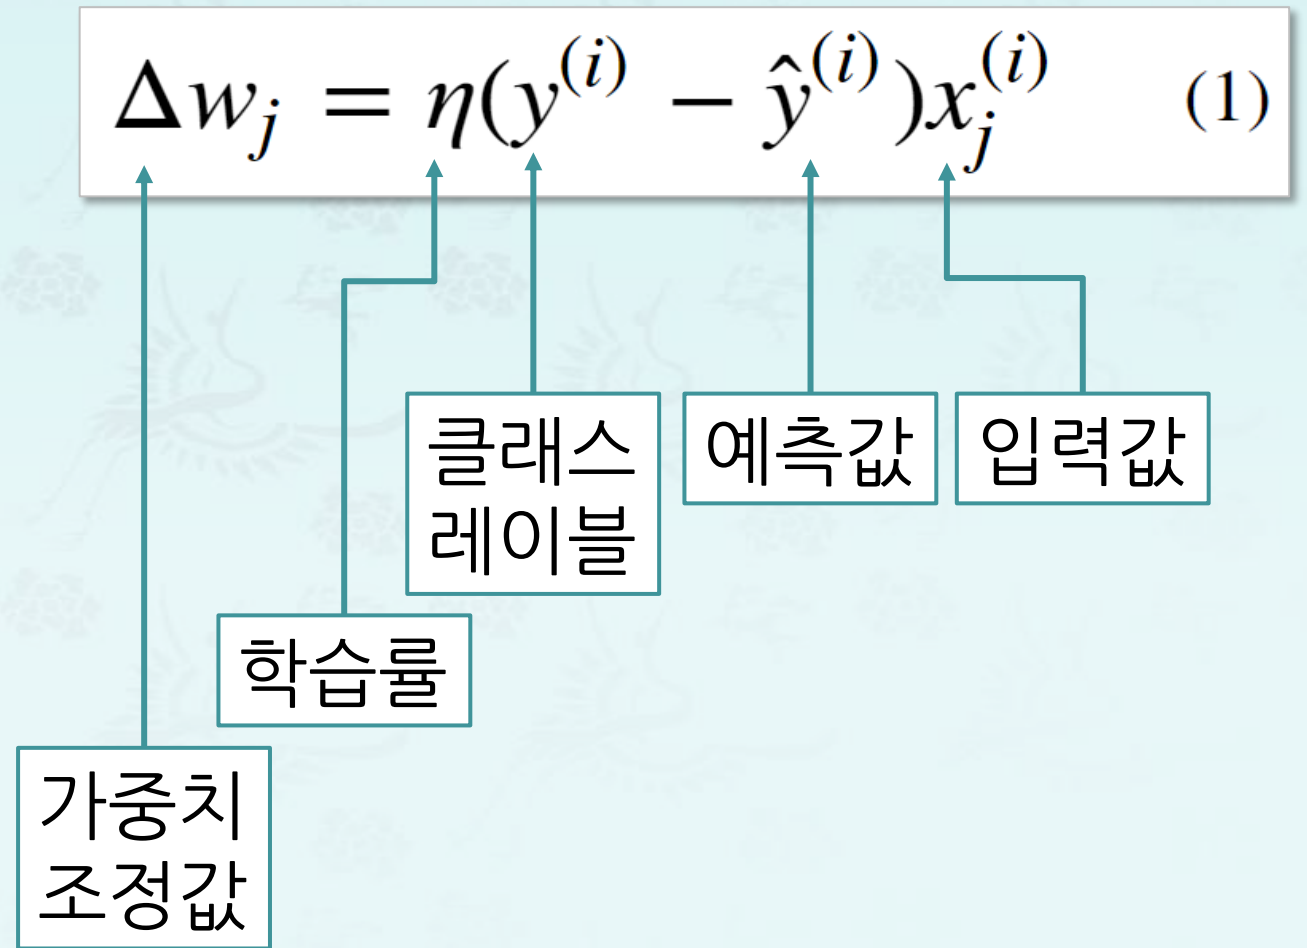 Δw_j = η(y^(i) − ŷ^(i))x_j^(i) (1)
클래스
레이블
예측값
입력값
학습률
가중치
조정값